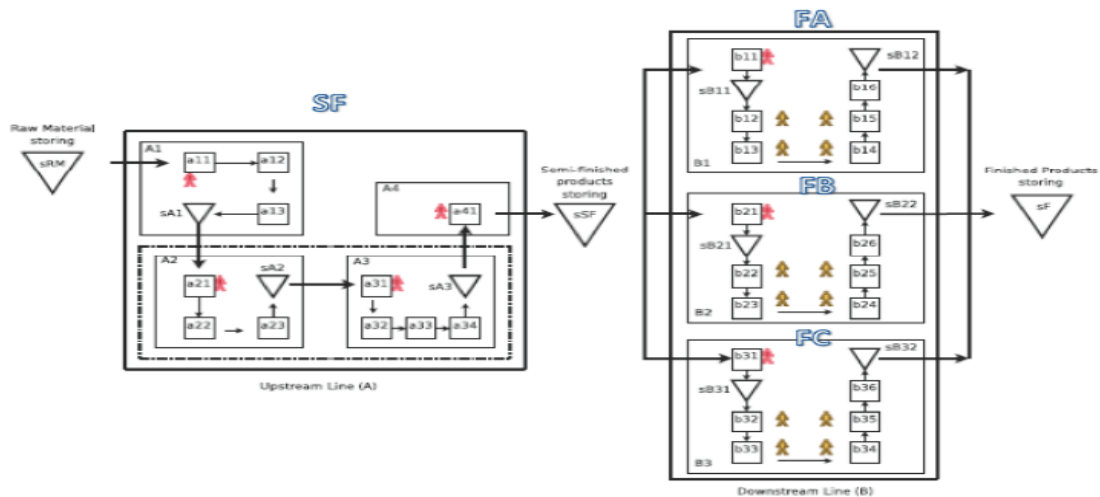 FA
SF
Raw Material
storing
sRM
A1
a11
a12
sA1
a13
A4
a41
A2
a21
sA2
a22
a23
A3
a31
sA3
a32
a33
a34
Upstream Line (A)
Semi-finished
products
storing
sSF
b11
sB12
sB11
b16
b12
b15
b13
b14
B1
FB
b21
sB22
sB21
b26
b22
b25
b23
b24
B2
FC
b31
sB32
sB31
b36
b32
b35
b33
b34
B3
Downstream Line (B)
Finished Products
storing
sF